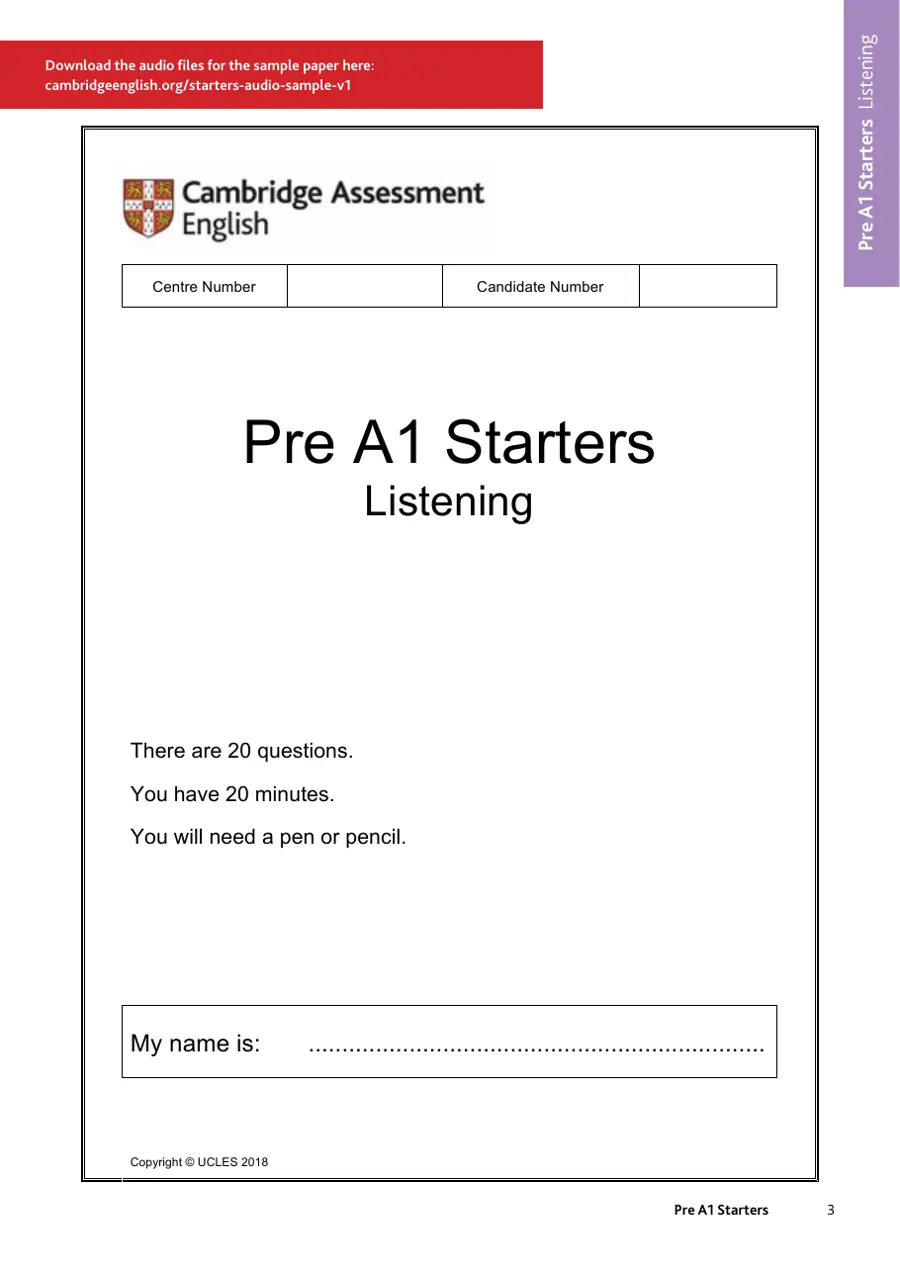 Download the audio files for the sample paper here:
cambridgeenglish.org/starters-audio-sample-v1
Pre A1 Starters Listening
Cambridge Assessment
English
Centre Number
Candidate Number
Pre A1 Starters
Listening
There are 20 questions.
You have 20 minutes.
You will need a pen or pencil.
My name is: ....................................................................
Copyright © UCLES 2018
Pre A1 Starters 3